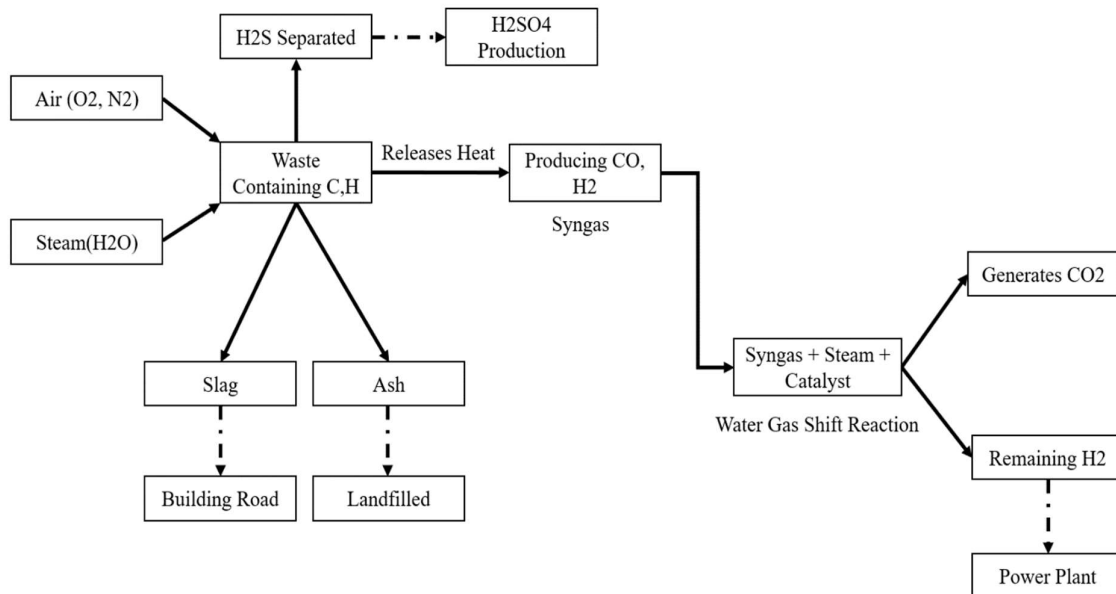 H2S Separated
H2SO4
Production
Air (O2, N2)
Waste
Containing C,H
Releases Heat
Producing CO,
H2
Syngas
Steam(H2O)
Generates CO2
Syngas + Steam +
Catalyst
Water Gas Shift Reaction
Slag
Ash
Remaining H2
Building Road
Landfilled
Power Plant